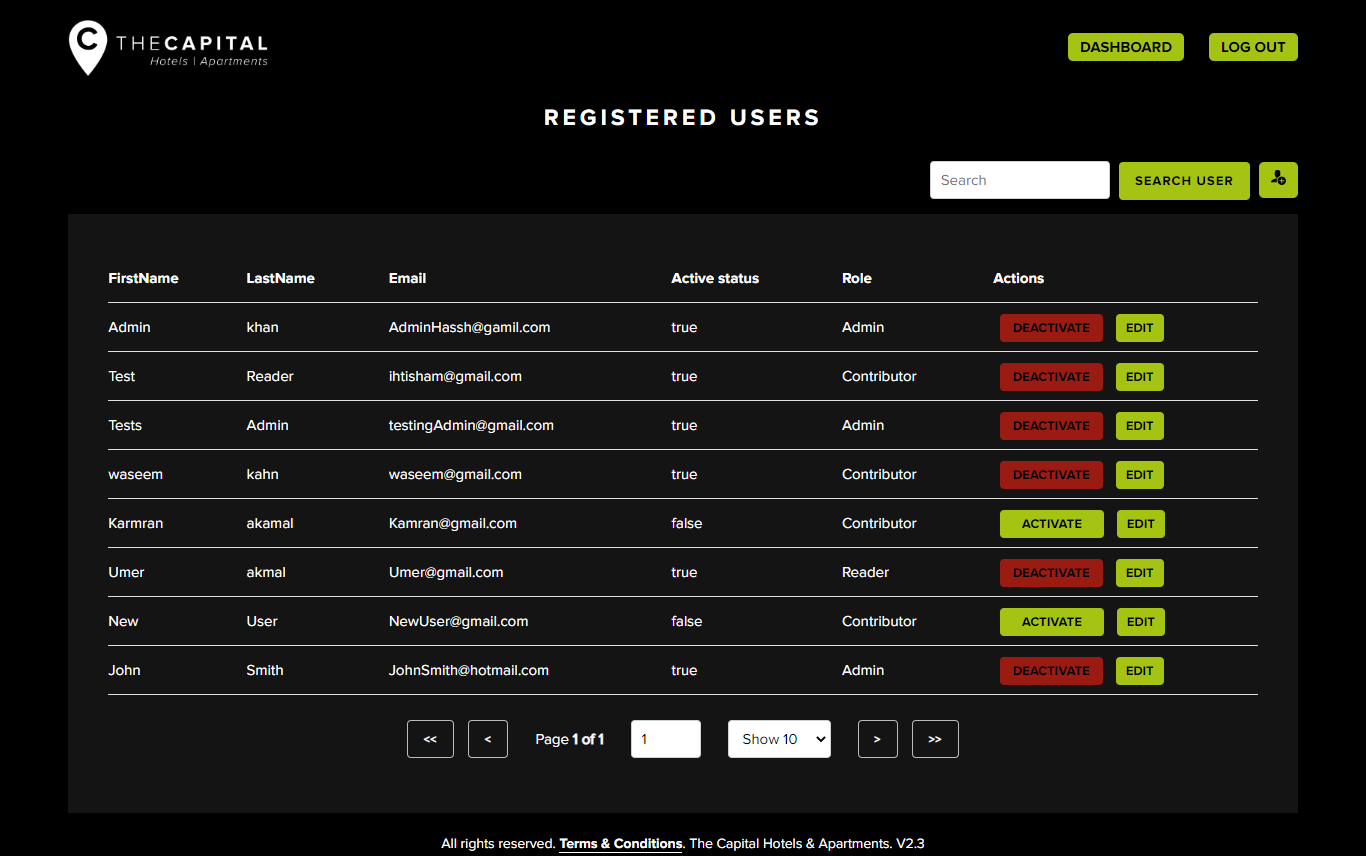 C THE CAPITAL
Hotels | Apartments
DASHBOARD LOG OUT
REGISTERED USERS
Search SEARCH USER
FirstName LastName Email Active status Role Actions
Admin khan AdminHassh@gamil.com true Admin DEACTIVATE EDIT
Test Reader ihtisham@gmail.com true Contributor DEACTIVATE EDIT
Tests Admin testingAdmin@gmail.com true Admin DEACTIVATE EDIT
waseem kahn waseem@gmail.com true Contributor DEACTIVATE EDIT
Karmran akamal Kamran@gmail.com false Contributor ACTIVATE EDIT
Umer akmal Umer@gmail.com true Reader DEACTIVATE EDIT
New User NewUser@gmail.com false Contributor ACTIVATE EDIT
John Smith JohnSmith@hotmail.com true Admin DEACTIVATE EDIT
<< < Page 1 of 1 1 Show 10 > >>
All rights reserved. Terms & Conditions. The Capital Hotels & Apartments. V2.3